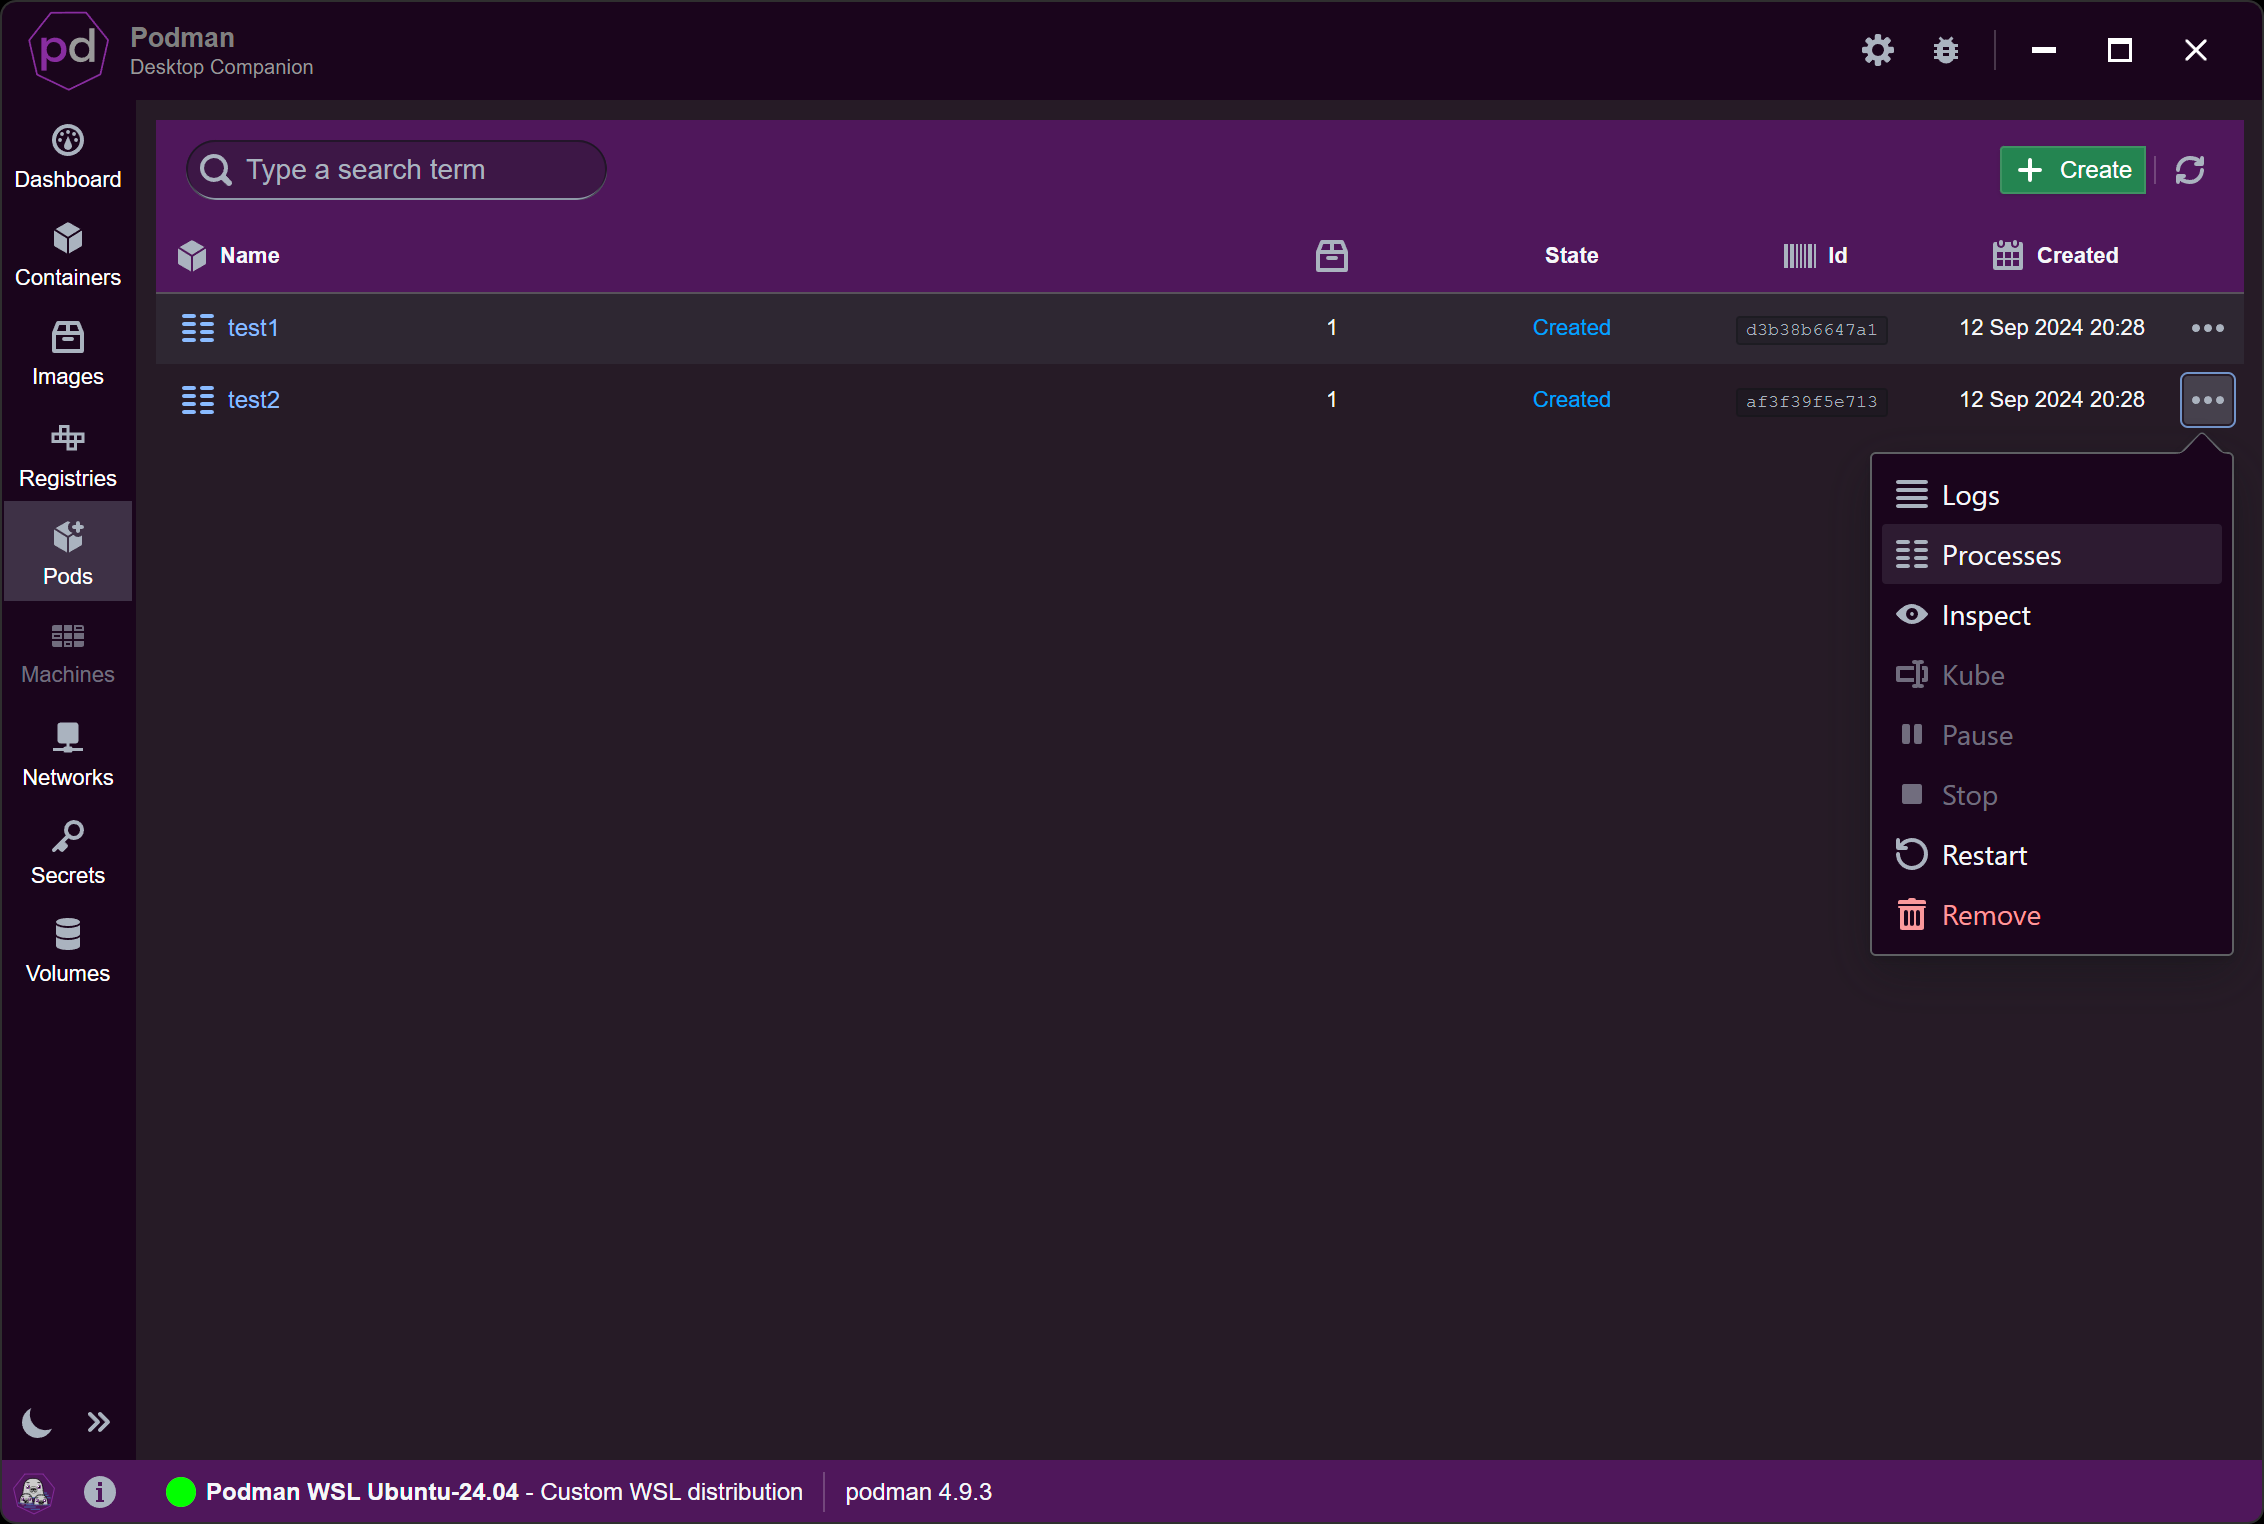 pd
Podman
Desktop Companion
Dashboard
Containers
Images
Registries
Pods
Machines
Networks
Secrets
Volumes
Type a search term
Create
Name State Id Created
test1 1 Created d3b38b6647a1 12 Sep 2024 20:28
test2 1 Created af3f39f5e713 12 Sep 2024 20:28
Logs
Processes
Inspect
Kube
Pause
Stop
Restart
Remove
Podman WSL Ubuntu-24.04 - Custom WSL distribution podman 4.9.3